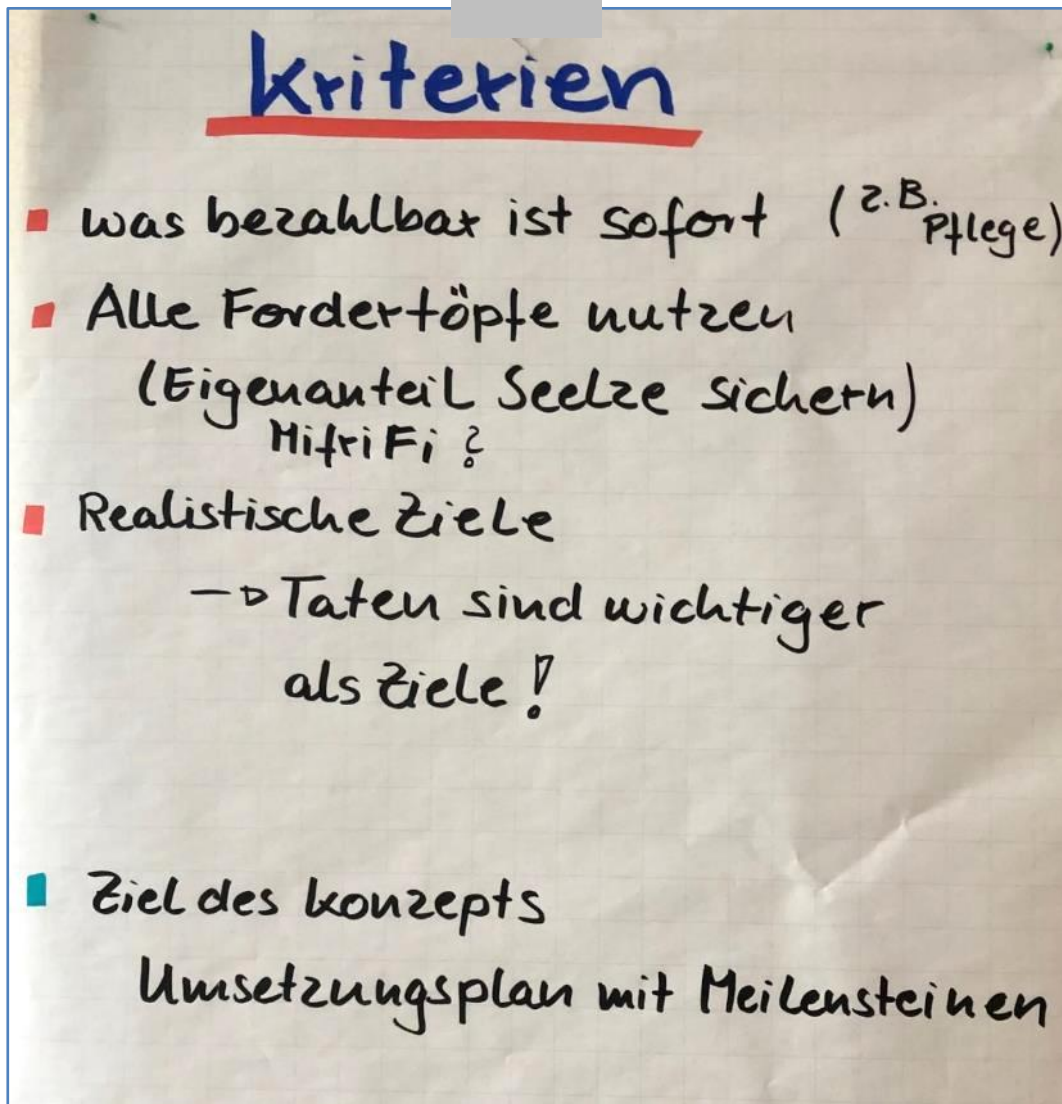 Kriterien
was bezahlbar ist sofort (z.B. Pflege)
Alle Fordertöpfe nutzen
(Eigenanteil Seelze sichern)
MifriFi ?
Realistische Ziele
→ Taten sind wichtiger
als Ziele !
Ziel des Konzepts
Umsetzungsplan mit Meilensteinen